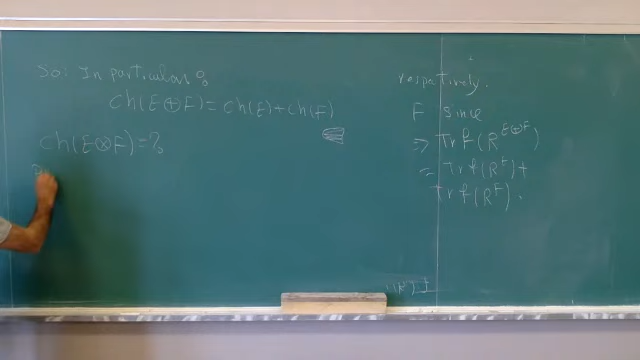 So: In particular:
Ch(E⊕F) = Ch(E) + Ch(F)
Ch(E⊗F) = ?
respectively.
F since
⇒ Tr f(R^{E⊕F})
= Tr f(R^E) +
Tr f(R^F).